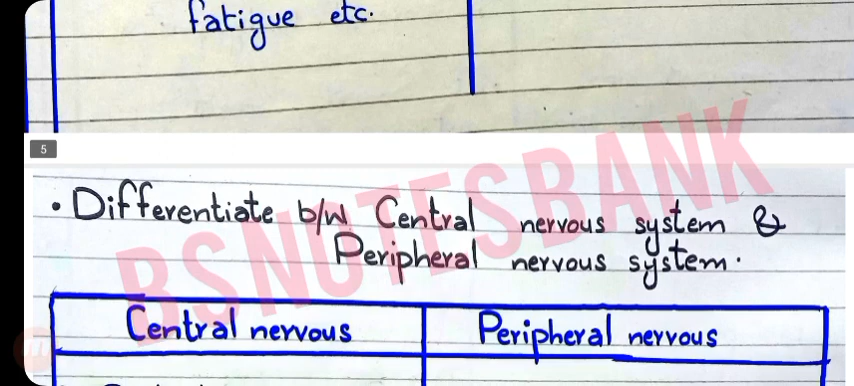 fatigue etc.
5
• Differentiate b/w Central nervous system &
Peripheral nervous system.
BSNOTESBANK
Central nervous
Peripheral nervous